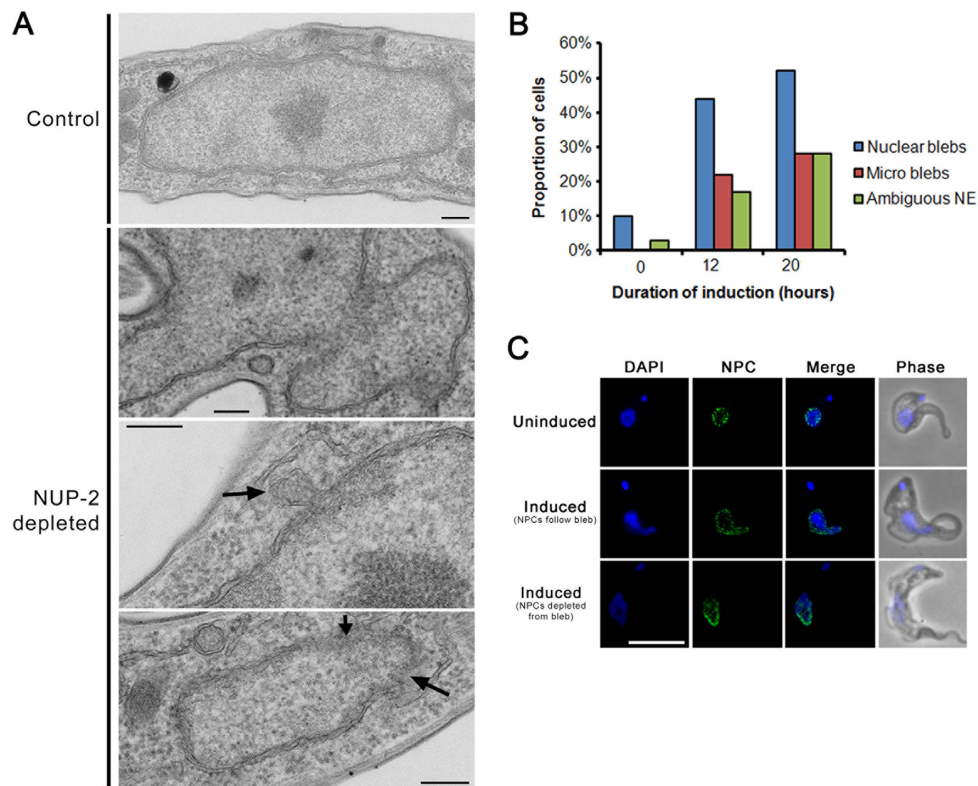 A
Control
NUP-2
depleted
B
Proportion of cells
60%
50%
40%
30%
20%
10%
0%
0
12
20
Duration of induction (hours)
Nuclear blebs
Micro blebs
Ambiguous NE
C
DAPI
NPC
Merge
Phase
Uninduced
Induced
(NPCs follow bleb)
Induced
(NPCs depleted
from bleb)